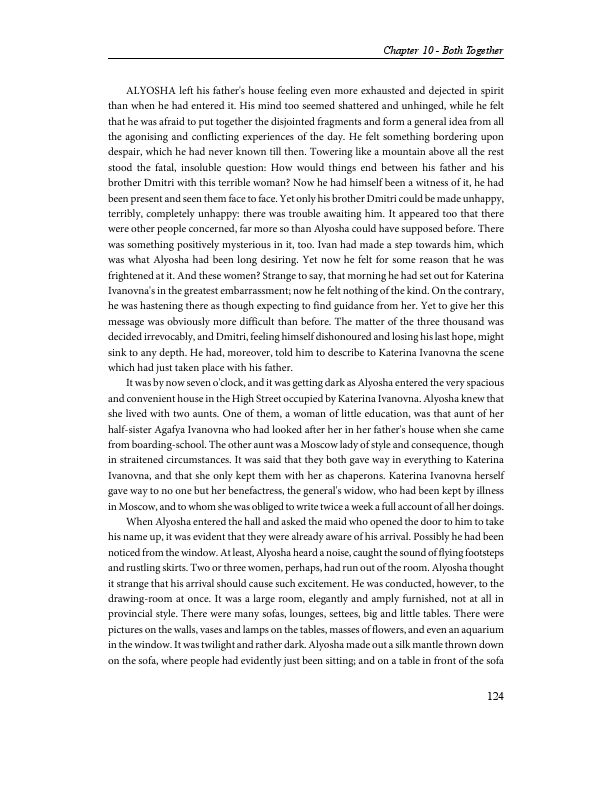 Chapter 10 - Both Together
ALYOSHA left his father's house feeling even more exhausted and dejected in spirit
than when he had entered it. His mind too seemed shattered and unhinged, while he felt
that he was afraid to put together the disjointed fragments and form a general idea from all
the agonising and conflicting experiences of the day. He felt something bordering upon
despair, which he had never known till then. Towering like a mountain above all the rest
stood the fatal, insoluble question: How would things end between his father and his
brother Dmitri with this terrible woman? Now he had himself been a witness of it, he had
been present and seen them face to face. Yet only his brother Dmitri could be made unhappy,
terribly, completely unhappy: there was trouble awaiting him. It appeared too that there
were other people concerned, far more so than Alyosha could have supposed before. There
was something positively mysterious in it, too. Ivan had made a step towards him, which
was what Alyosha had been long desiring. Yet now he felt for some reason that he was
frightened at it. And these women? Strange to say, that morning he had set out for Katerina
Ivanovna's in the greatest embarrassment; now he felt nothing of the kind. On the contrary,
he was hastening there as though expecting to find guidance from her. Yet to give her this
message was obviously more difficult than before. The matter of the three thousand was
decided irrevocably, and Dmitri, feeling himself dishonoured and losing his last hope, might
sink to any depth. He had, moreover, told him to describe to Katerina Ivanovna the scene
which had just taken place with his father.
It was by now seven o'clock, and it was getting dark as Alyosha entered the very spacious
and convenient house in the High Street occupied by Katerina Ivanovna. Alyosha knew that
she lived with two aunts. One of them, a woman of little education, was that aunt of her
half-sister Agafya Ivanovna who had looked after her in her father's house when she came
from boarding-school. The other aunt was a Moscow lady of style and consequence, though
in straitened circumstances. It was said that they both gave way in everything to Katerina
Ivanovna, and that she only kept them with her as chaperons. Katerina Ivanovna herself
gave way to no one but her benefactress, the general's widow, who had been kept by illness
in Moscow, and to whom she was obliged to write twice a week a full account of all her doings.
When Alyosha entered the hall and asked the maid who opened the door to him to take
his name up, it was evident that they were already aware of his arrival. Possibly he had been
noticed from the window. At least, Alyosha heard a noise, caught the sound of flying footsteps
and rustling skirts. Two or three women, perhaps, had run out of the room. Alyosha thought
it strange that his arrival should cause such excitement. He was conducted, however, to the
drawing-room at once. It was a large room, elegantly and amply furnished, not at all in
provincial style. There were many sofas, lounges, settees, big and little tables. There were
pictures on the walls, vases and lamps on the tables, masses of flowers, and even an aquarium
in the window. It was twilight and rather dark. Alyosha made out a silk mantle thrown down
on the sofa, where people had evidently just been sitting; and on a table in front of the sofa
124